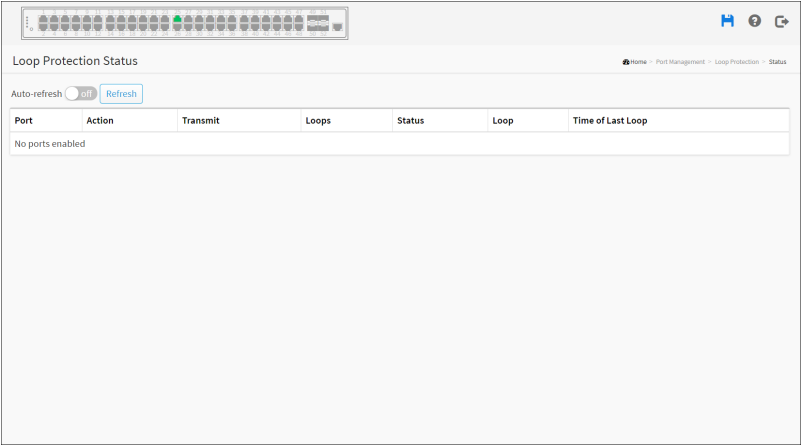 Loop Protection Status
Home > Port Management > Loop Protection > Status
Auto-refresh off Refresh
Port Action Transmit Loops Status Loop Time of Last Loop
No ports enabled